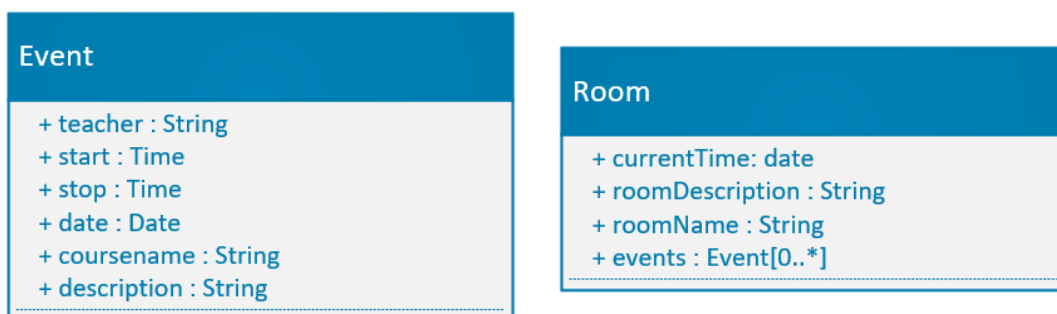 Event
+ teacher : String
+ start : Time
+ stop : Time
+ date : Date
+ coursename : String
+ description : String
Room
+ currentTime: date
+ roomDescription : String
+ roomName : String
+ events : Event[0..*]